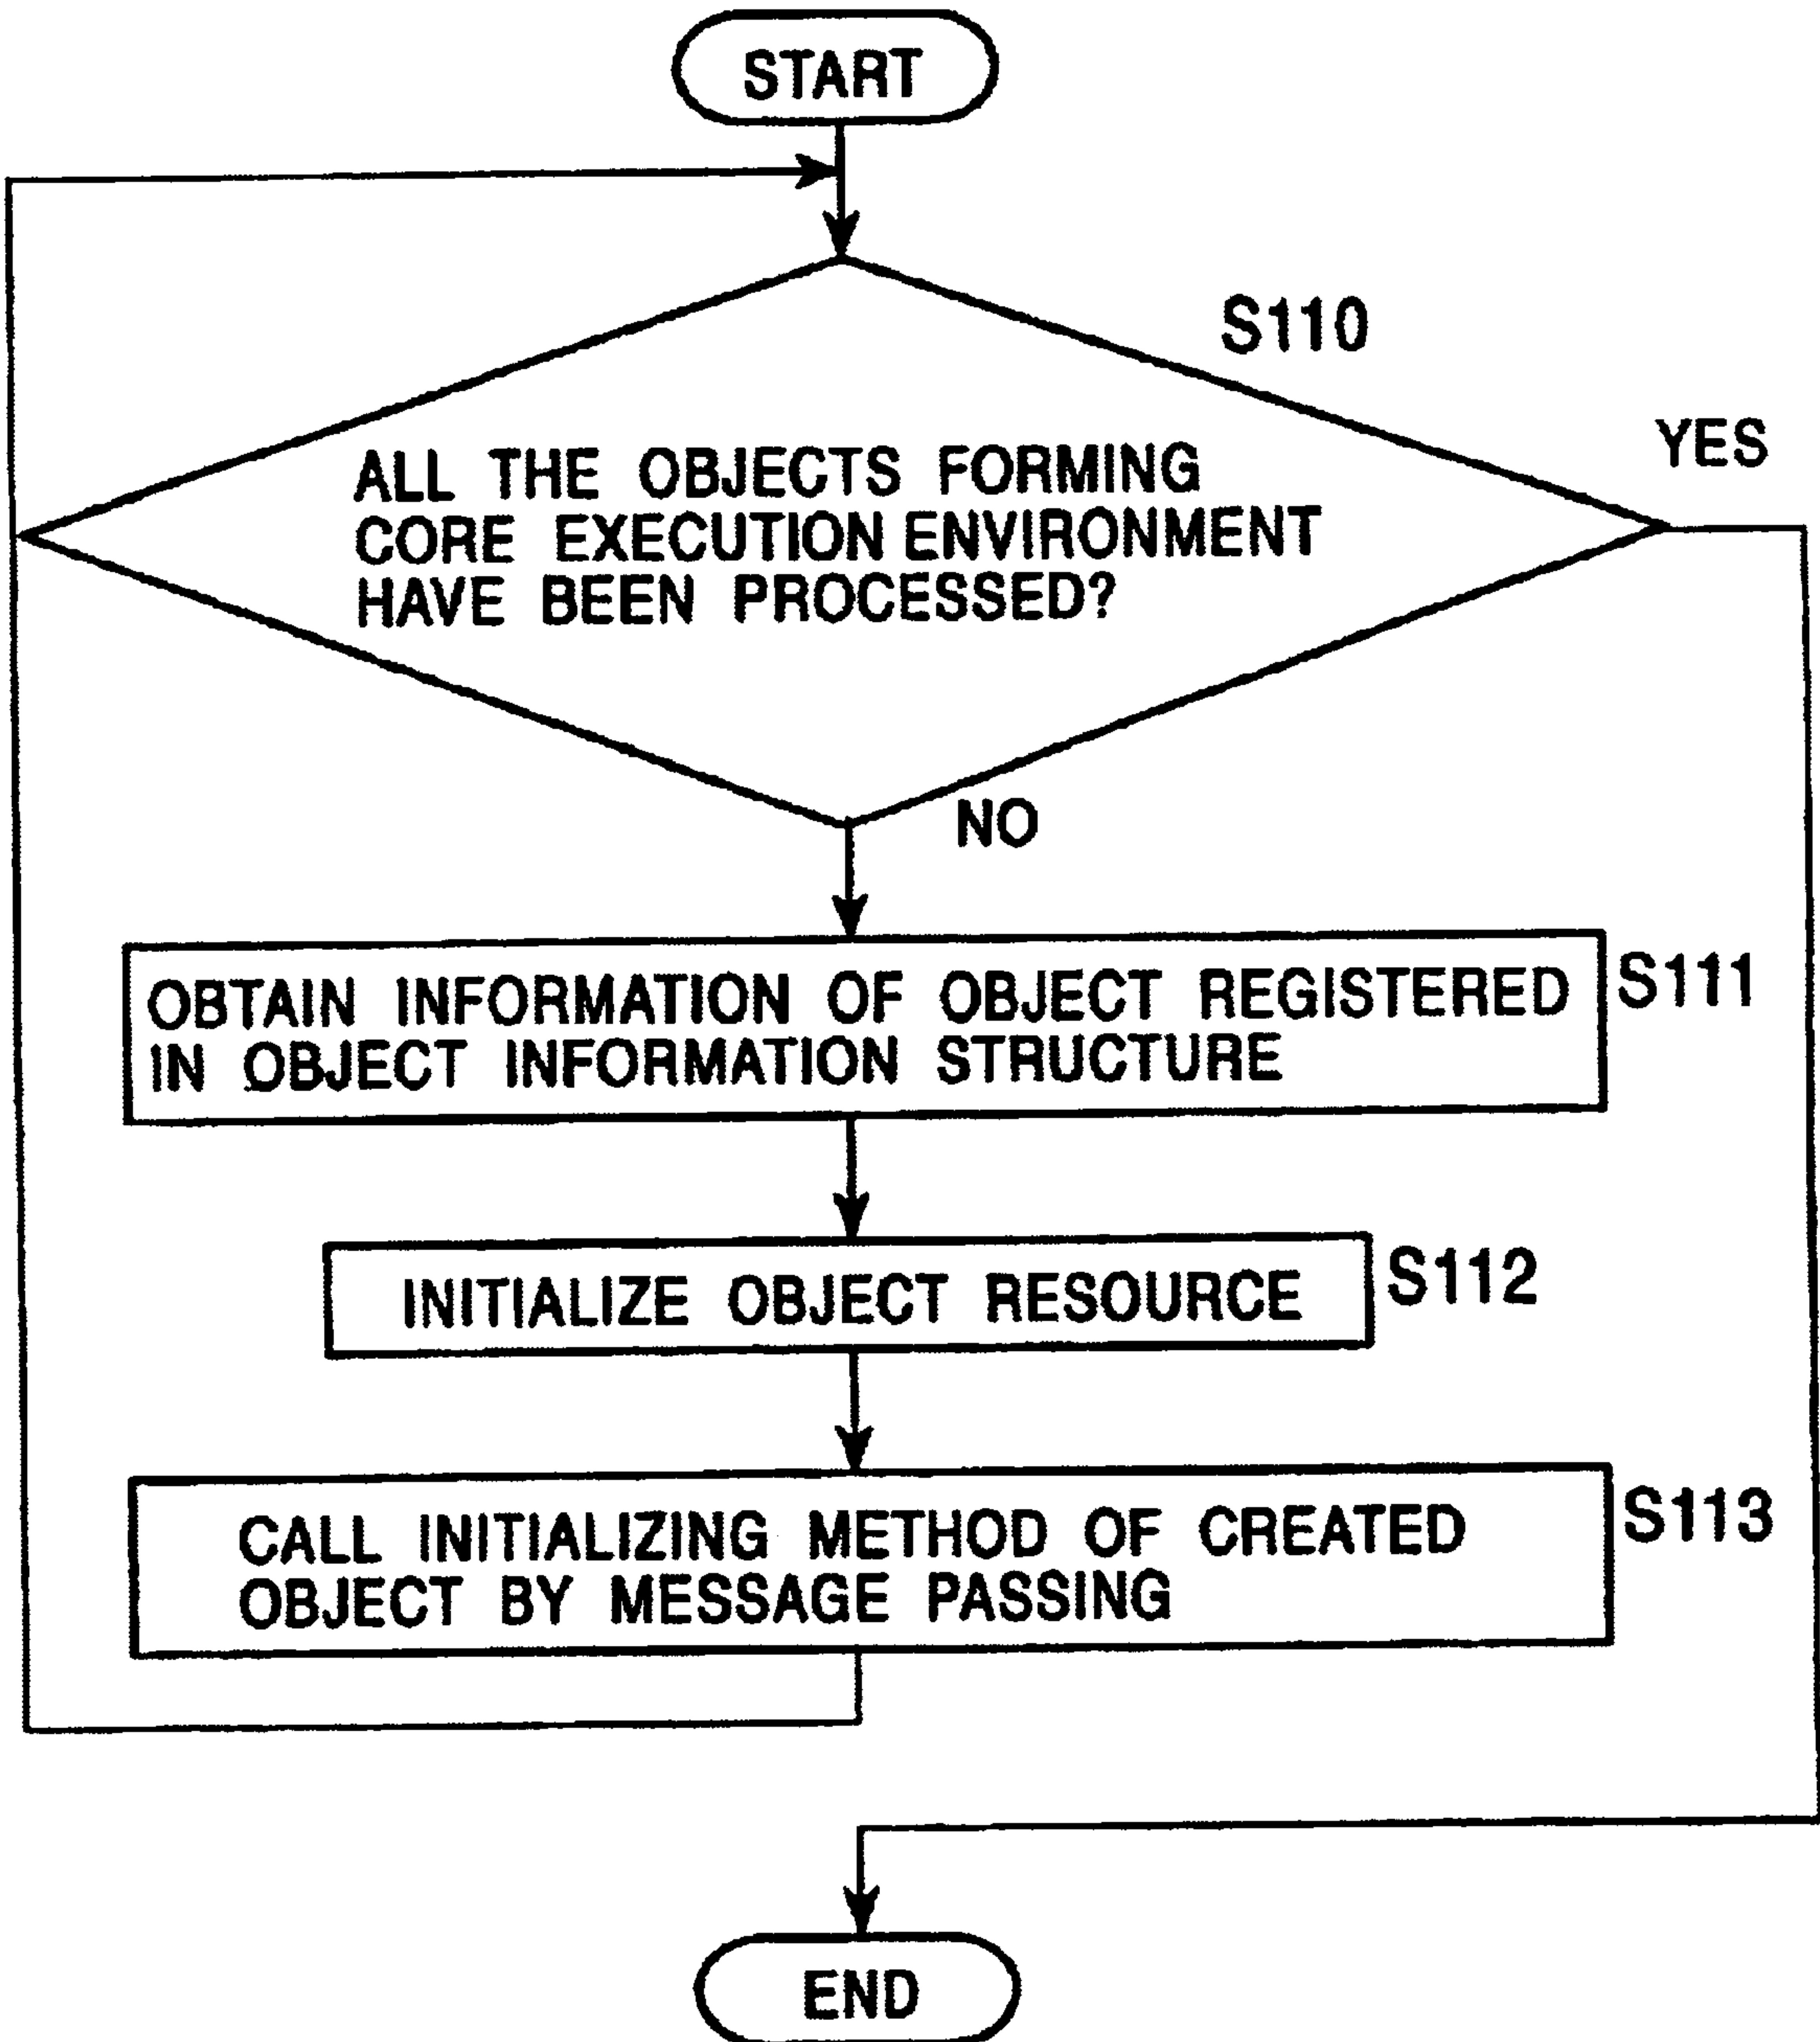 START
S110
YES
ALL THE OBJECTS FORMING
CORE EXECUTION ENVIRONMENT
HAVE BEEN PROCESSED?
NO
OBTAIN INFORMATION OF OBJECT REGISTERED
IN OBJECT INFORMATION STRUCTURE
S111
INITIALIZE OBJECT RESOURCE
S112
CALL INITIALIZING METHOD OF CREATED
OBJECT BY MESSAGE PASSING
S113
END